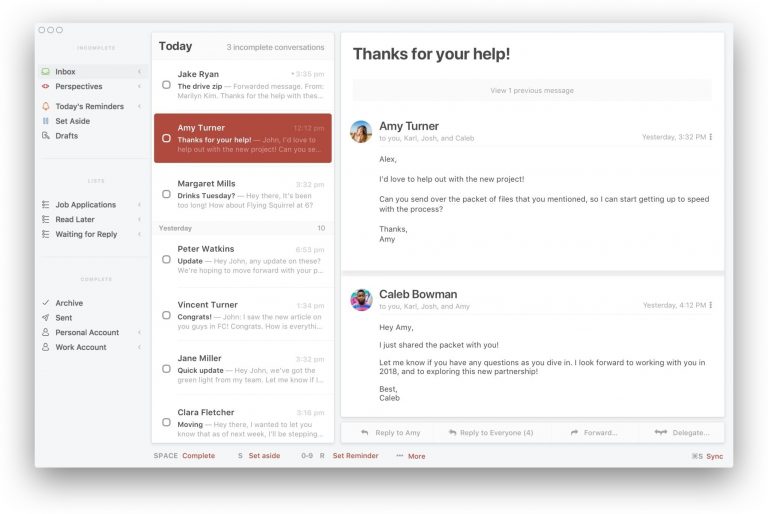 INCOMPLETE
Inbox
Perspectives
Today's Reminders
Set Aside
Drafts
LISTS
Job Applications
Read Later
Waiting for Reply
COMPLETE
Archive
Sent
Personal Account
Work Account
Today 3 incomplete conversations
Jake Ryan 3:35 pm
The drive zip — Forwarded message. From:
Marilyn Kim. Thanks for the help with thes...
Amy Turner 12:12 pm
Thanks for your help! — John, I'd love to
help out with the new project! Can you se...
Margaret Mills 3:32 pm
Drinks Tuesday? — Hey there, It's been
too long! How about Flying Squirrel at 6?
Yesterday 10
Peter Watkins 6:53 pm
Update — Hey John, any update on these?
We're hoping to move forward with your p...
Vincent Turner 1:34 pm
Congrats! — John: I saw the new article on
you guys in FC! Congrats. How is everythi...
Jane Miller 3:32 pm
Quick update — Hey John, we've got the
green light from my team. Let me know if I...
Clara Fletcher 3:16 pm
Moving — Hey there, I wanted to let you
know that as of next week, I'll be stepping...
Thanks for your help!
View 1 previous message
Amy Turner
to you, Karl, Josh, and Caleb Yesterday, 3:32 PM
Alex,
I'd love to help out with the new project!
Can you send over the packet of files that you mentioned, so I can start getting up to speed
with the process?
Thanks,
Amy
Caleb Bowman
to you, Karl, Josh, and Amy Yesterday, 4:12 PM
Hey Amy,
I just shared the packet with you!
Let me know if you have any questions as you dive in. I look forward to working with you in
2018, and to exploring this new partnership!
Best,
Caleb
Reply to Amy Reply to Everyone (4) Forward... Delegate...
SPACE Complete S Set aside 0-9 R Set Reminder ••• More ⌘S Sync